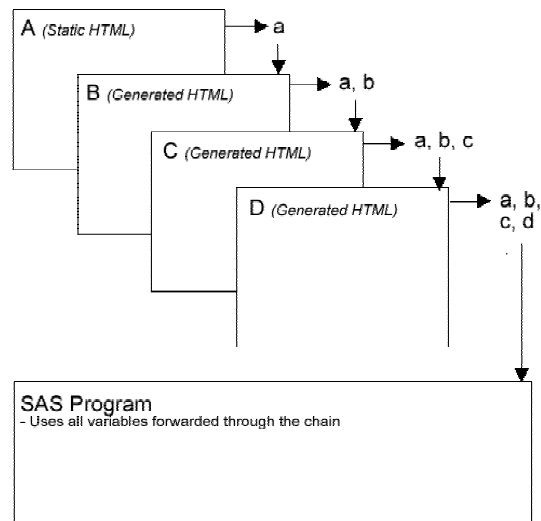 A (Static HTML)
a
B (Generated HTML)
a, b
C (Generated HTML)
a, b, c
D (Generated HTML)
a, b,
c, d
SAS Program
- Uses all variables forwarded through the chain